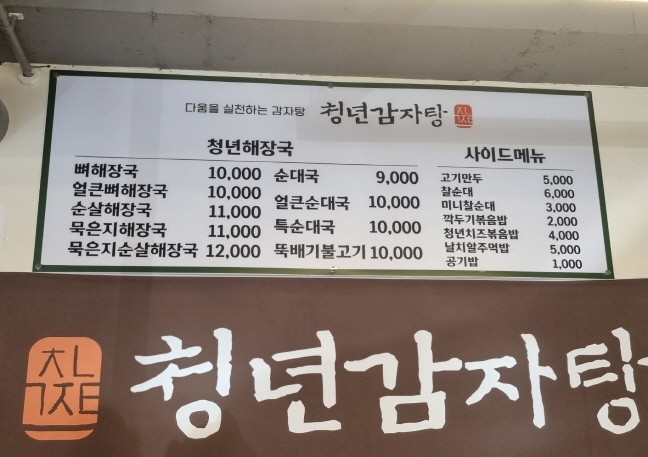 다움을 실천하는 감자탕 청년감자탕
청년해장국
뼈해장국 10,000
얼큰뼈해장국 10,000
순살해장국 11,000
묵은지해장국 11,000
묵은지순살해장국 12,000
순대국 9,000
얼큰순대국 10,000
특순대국 10,000
뚝배기불고기 10,000
사이드메뉴
고기만두 5,000
찰순대 6,000
미니찰순대 3,000
깍두기볶음밥 2,000
청년치즈볶음밥 4,000
날치알주먹밥 5,000
공기밥 1,000
청년감자탕